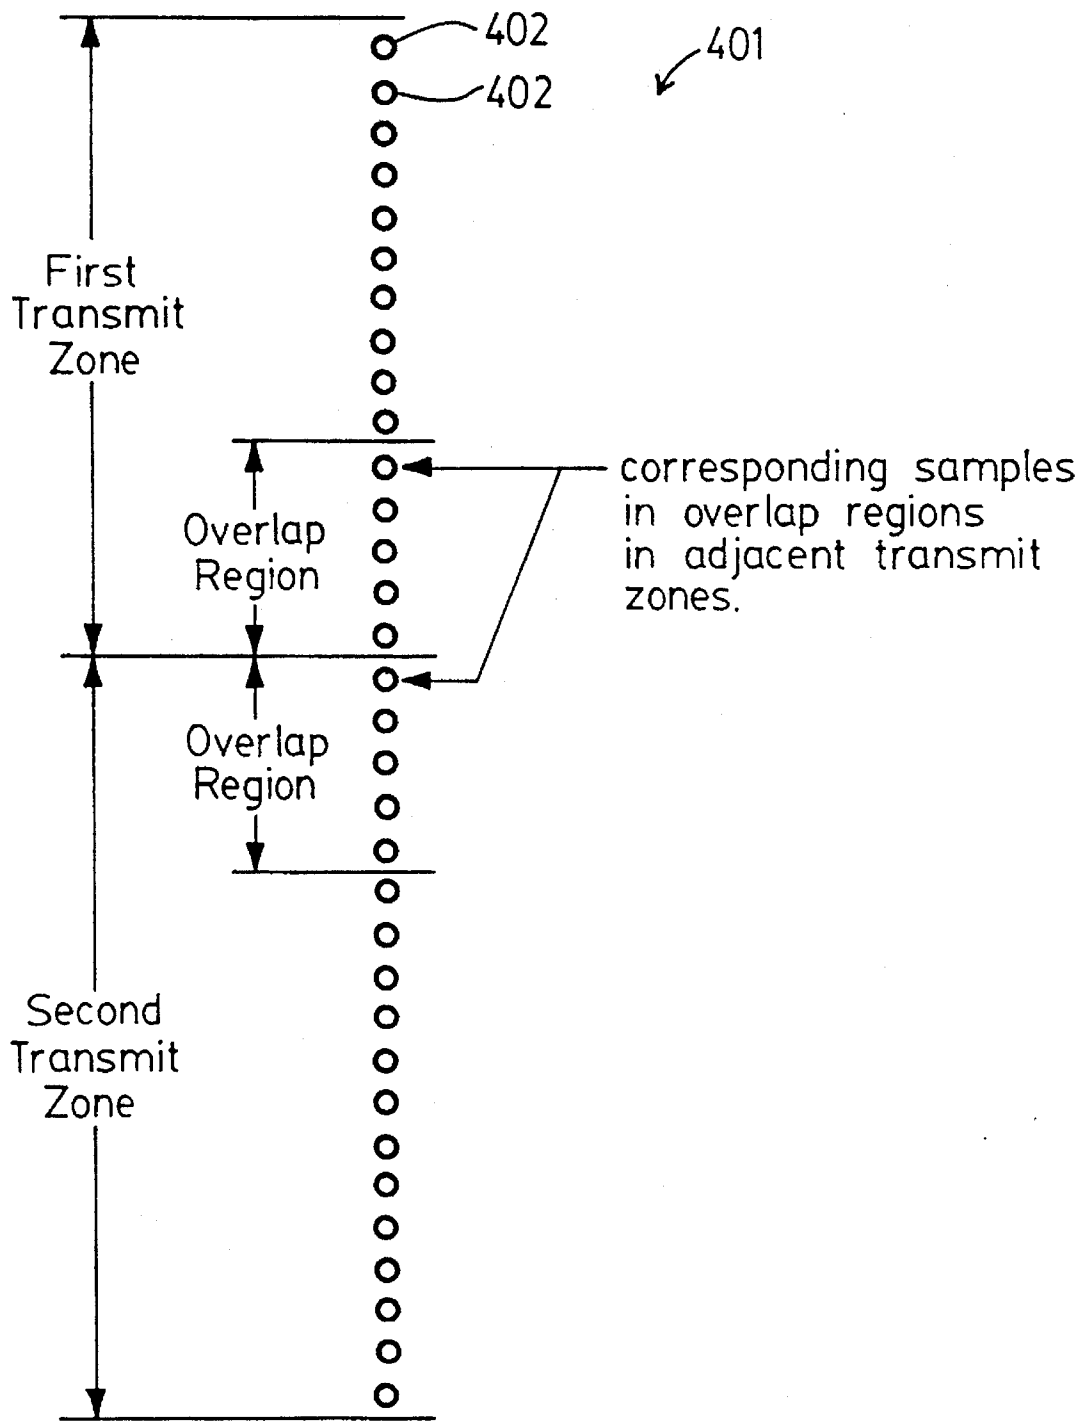 402
401
402
First
Transmit
Zone
corresponding samples
in overlap regions
in adjacent transmit
zones.
Overlap
Region
Overlap
Region
Second
Transmit
Zone